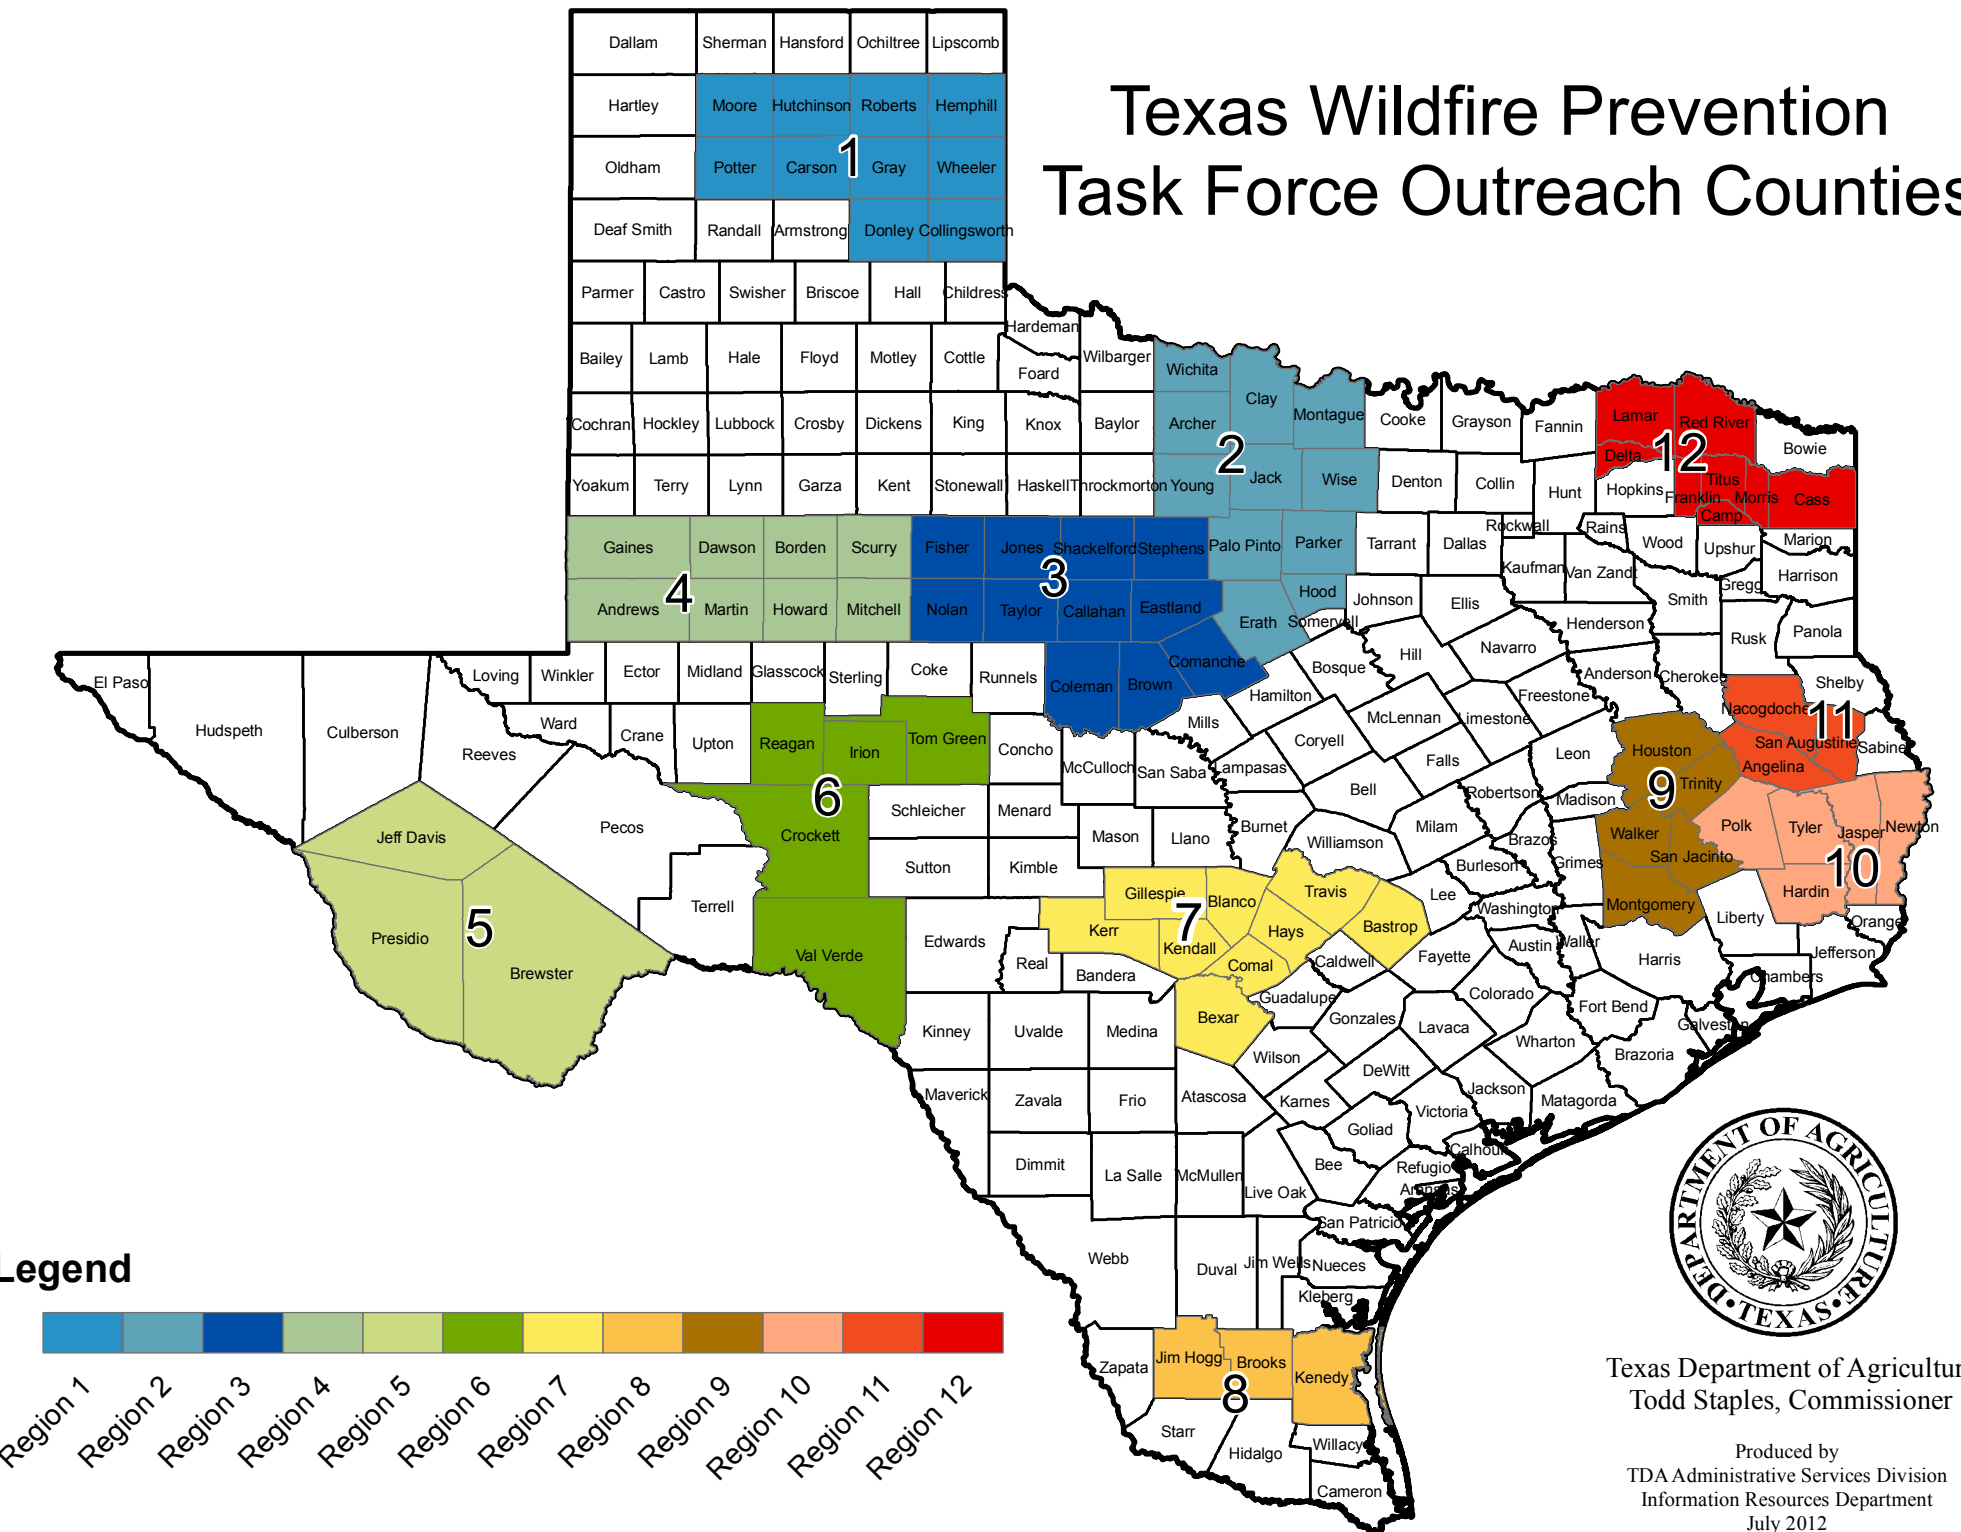 Texas Wildfire Prevention
Task Force Outreach Counties
Dallam Sherman Hansford Ochiltree Lipscomb
Hartley Moore Hutchinson Roberts Hemphill
1
Oldham Potter Carson Gray Wheeler
Deaf Smith Randall Armstrong Donley Collingsworth
Parmer Castro Swisher Briscoe Hall Childress
Hardeman
Bailey Lamb Hale Floyd Motley Cottle Foard Wilbarger Wichita
Clay Montague
Cochran Hockley Lubbock Crosby Dickens King Knox Baylor Archer Cooke Grayson Fannin Lamar Red River
2 12
Bowie
Delta
Yoakum Terry Lynn Garza Kent Stonewall Haskell Throckmorton Young Jack Wise Denton Collin Hunt Hopkins Franklin Titus Morris Cass
Camp
Rockwall Rains
Gaines Dawson Borden Scurry Fisher Jones Shackelford Stephens Palo Pinto Parker Tarrant Dallas Wood Upshur Marion
4 3
Kaufman Van Zandt Gregg Harrison
Andrews Martin Howard Mitchell Nolan Taylor Callahan Eastland Hood Johnson Ellis Smith
Erath Somervell Henderson Rusk Panola
El Paso Loving Winkler Ector Midland Glasscock Sterling Coke Runnels Coleman Brown Comanche Bosque Hill Navarro Anderson Cherokee Shelby
Hamilton Freestone
Hudspeth Culberson Reeves Ward Crane Upton Reagan Irion Tom Green Concho Mills McLennan Limestone Nacogdoches
11
McCulloch San Saba Lampasas Coryell Falls Leon Houston San Augustine Sabine
Angelina
6 9
Bell Robertson Madison Trinity
Jeff Davis Pecos Crockett Schleicher Menard Mason Llano Burnet Williamson Milam Brazos Walker Polk Tyler Jasper Newton
10
Sutton Kimble Burleson Grimes San Jacinto
Terrell Gillespie Blanco Travis Lee Washington Montgomery Hardin
7
Liberty Orange
Presidio 5 Brewster Val Verde Edwards Kerr Kendall Hays Bastrop
Real Bandera Comal Caldwell Fayette Austin Waller Harris Jefferson
Chambers
Guadalupe Colorado Fort Bend Galveston
Kinney Uvalde Medina Bexar Gonzales Lavaca Wharton Brazoria
Wilson DeWitt
Maverick Zavala Frio Atascosa Karnes Victoria Jackson Matagorda
Goliad
Dimmit La Salle McMullen Live Oak Bee Refugio Calhoun
Aransas
San Patricio
Webb Duval Jim Wells Nueces
Kleberg
Zapata Jim Hogg Brooks Kenedy
8
Starr Hidalgo Willacy
Cameron
Legend
Region 1
Region 2
Region 3
Region 4
Region 5
Region 6
Region 7
Region 8
Region 9
Region 10
Region 11
Region 12
DEPARTMENT OF AGRICULTURE
•TEXAS•
Texas Department of Agricultur
Todd Staples, Commissioner
Produced by
TDA Administrative Services Division
Information Resources Department
July 2012